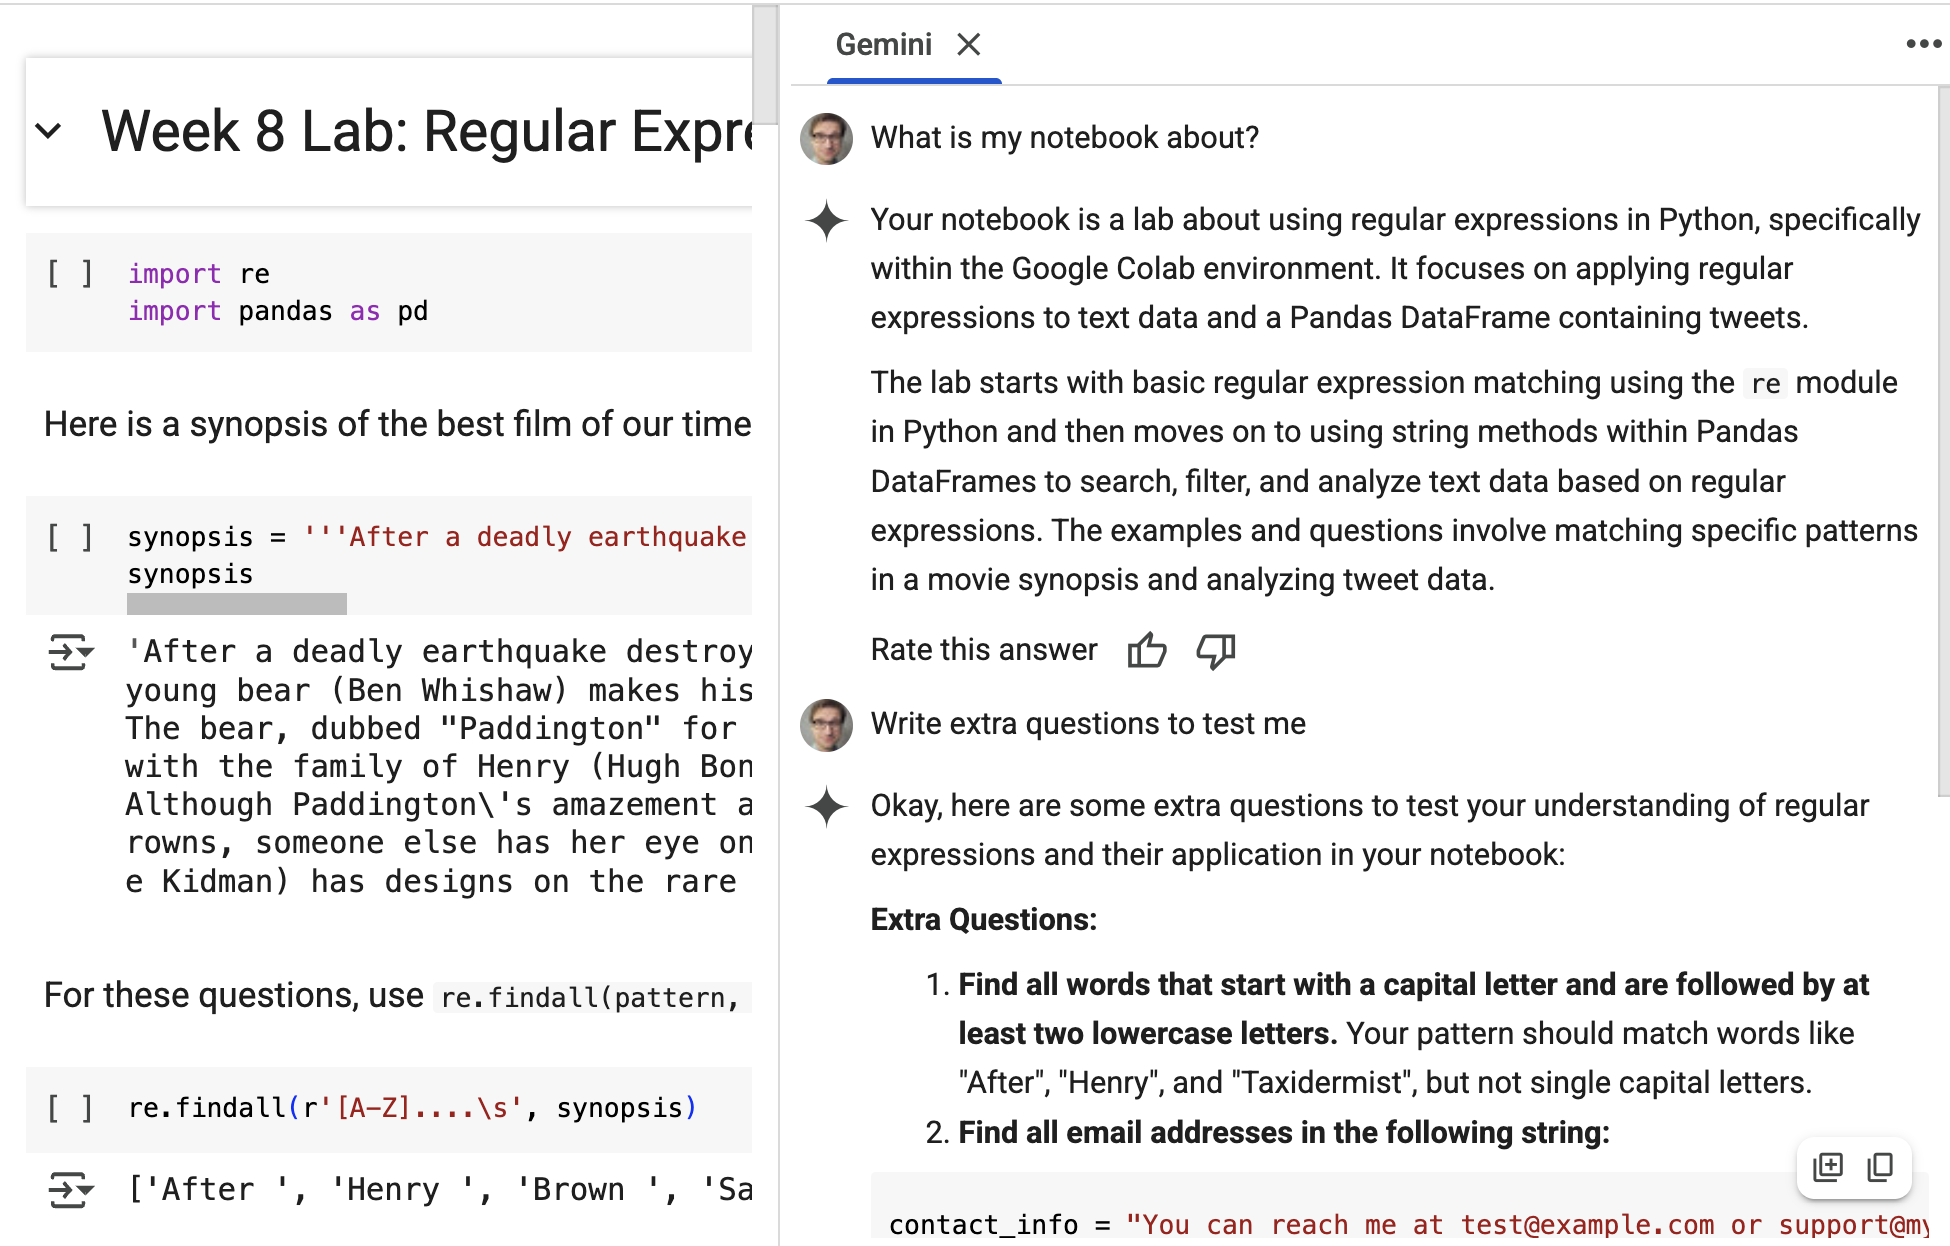 Week 8 Lab: Regular Expre
[ ] import re
import pandas as pd
Here is a synopsis of the best film of our time
[ ] synopsis = '''After a deadly earthquake
synopsis
'After a deadly earthquake destroy
young bear (Ben Whishaw) makes his
The bear, dubbed "Paddington" for
with the family of Henry (Hugh Bon
Although Paddington\'s amazement a
rowns, someone else has her eye on
e Kidman) has designs on the rare
For these questions, use re.findall(pattern,
[ ] re.findall(r'[A-Z]....\s', synopsis)
['After ', 'Henry ', 'Brown ', 'Sa
Gemini
What is my notebook about?
Your notebook is a lab about using regular expressions in Python, specifically
within the Google Colab environment. It focuses on applying regular
expressions to text data and a Pandas DataFrame containing tweets.
The lab starts with basic regular expression matching using the re module
in Python and then moves on to using string methods within Pandas
DataFrames to search, filter, and analyze text data based on regular
expressions. The examples and questions involve matching specific patterns
in a movie synopsis and analyzing tweet data.
Rate this answer
Write extra questions to test me
Okay, here are some extra questions to test your understanding of regular
expressions and their application in your notebook:
Extra Questions:
1. Find all words that start with a capital letter and are followed by at
least two lowercase letters. Your pattern should match words like
"After", "Henry", and "Taxidermist", but not single capital letters.
2. Find all email addresses in the following string:
contact_info = "You can reach me at test@example.com or support@my